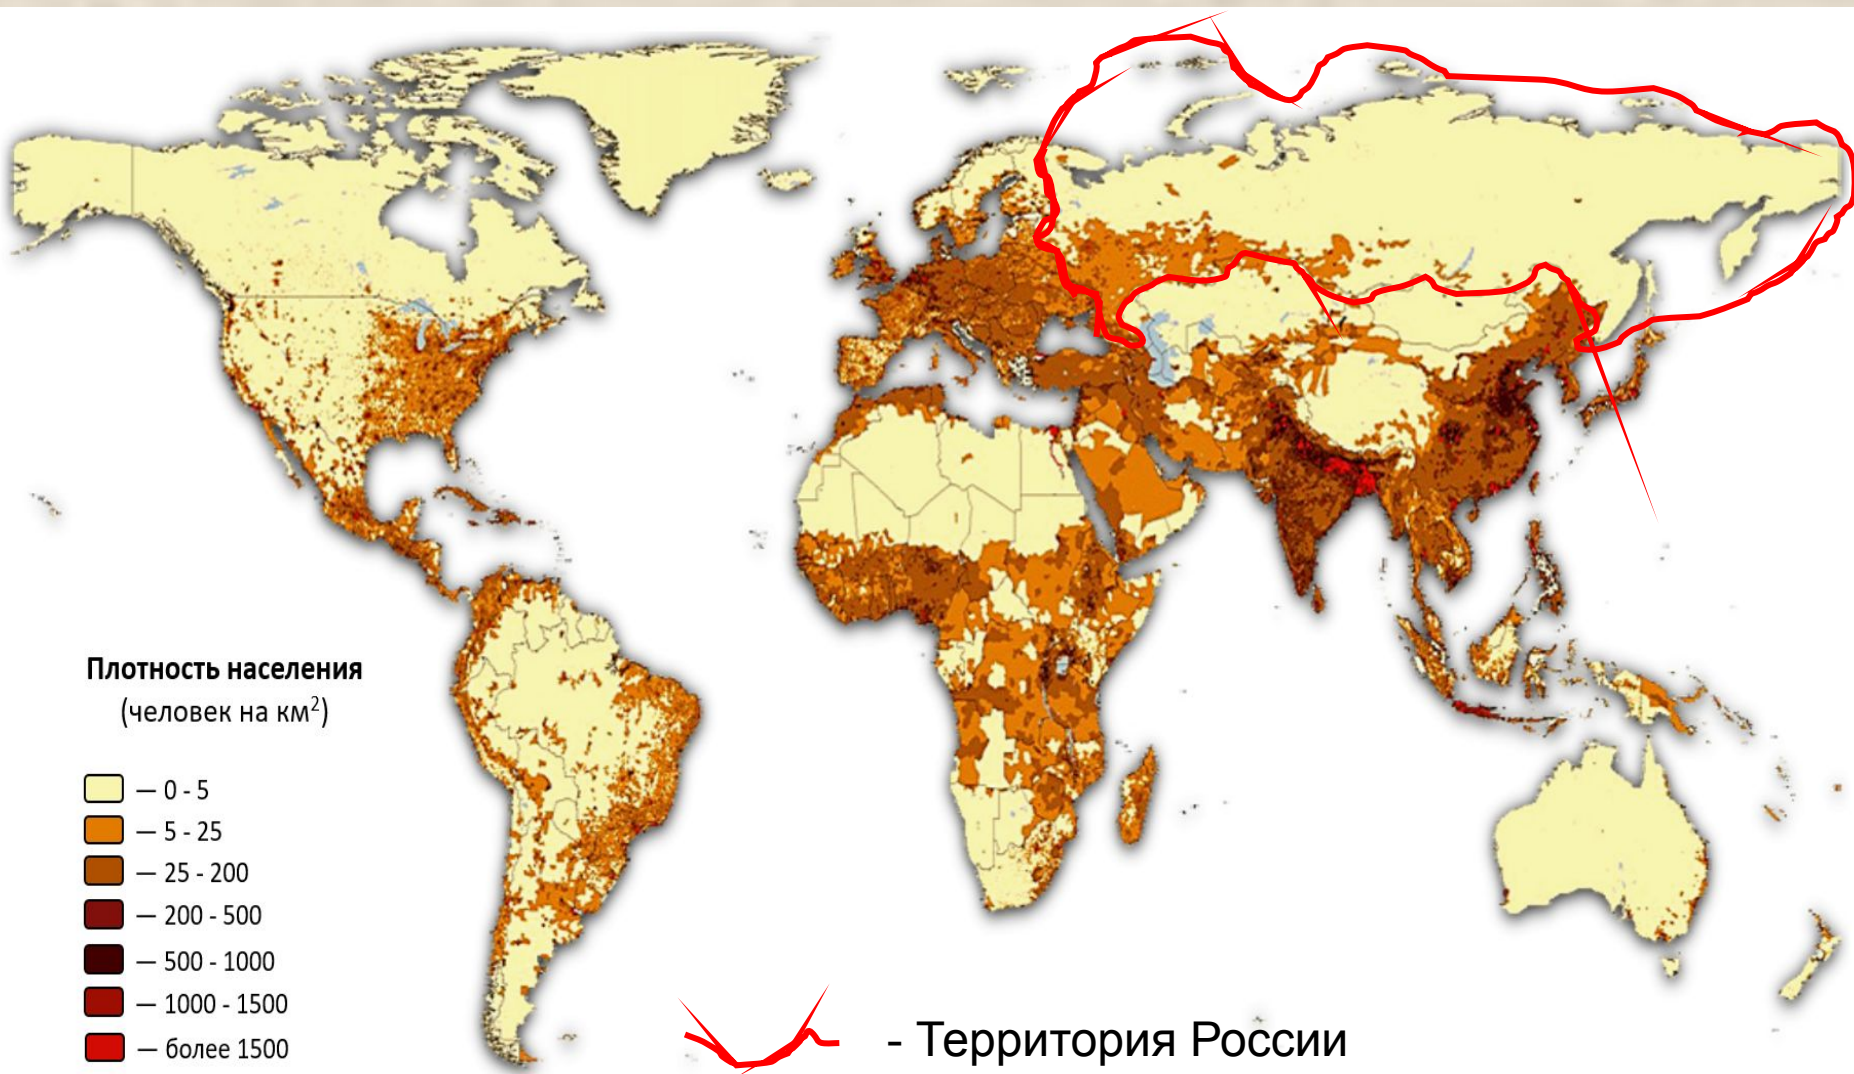 Плотность населения
(человек на км²)
— 0 - 5
— 5 - 25
— 25 - 200
— 200 - 500
— 500 - 1000
— 1000 - 1500
— более 1500
- Территория России